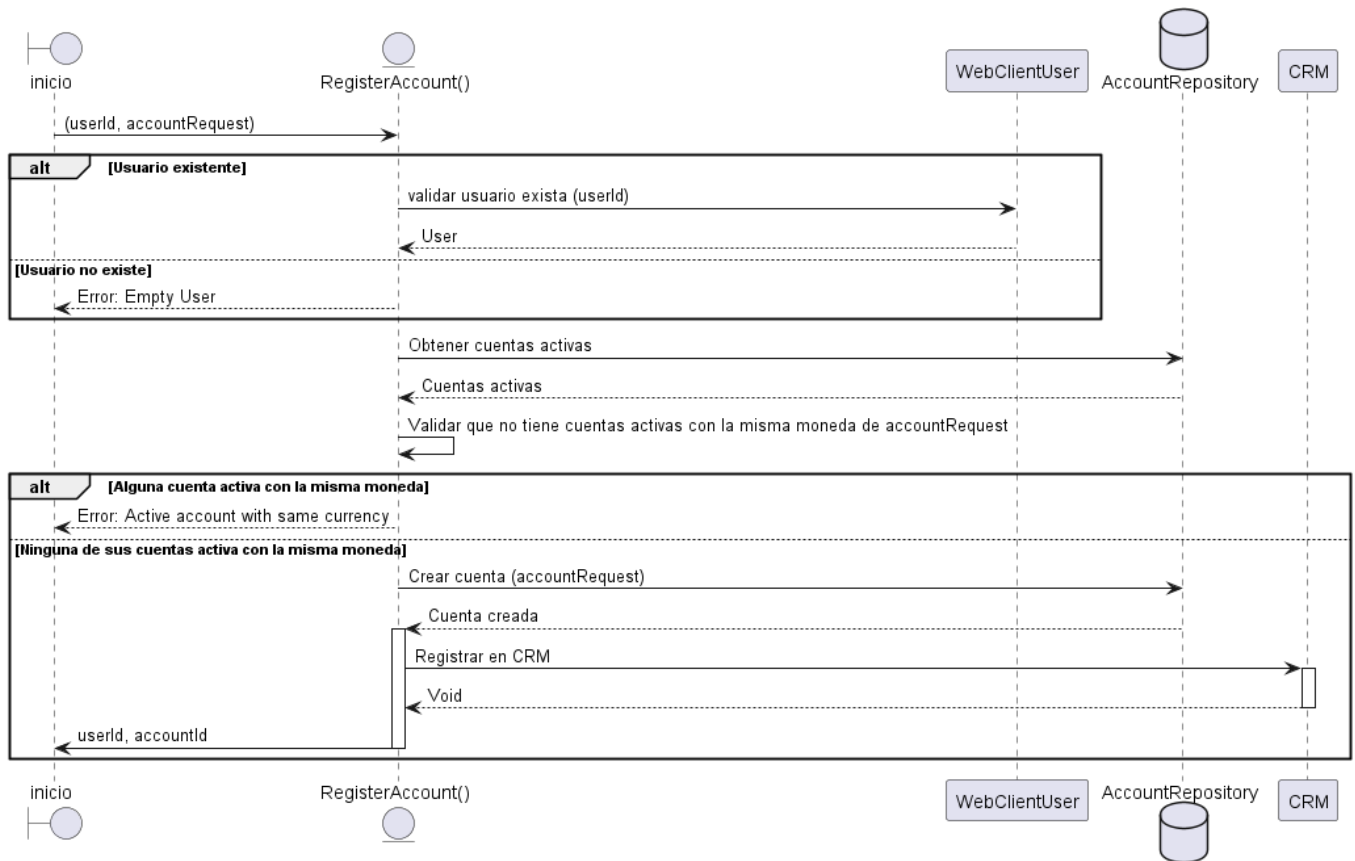 inicio
RegisterAccount()
WebClientUser
AccountRepository
CRM
(userId, accountRequest)
alt [Usuario existente]
validar usuario exista (userId)
User
[Usuario no existe]
Error: Empty User
Obtener cuentas activas
Cuentas activas
Validar que no tiene cuentas activas con la misma moneda de accountRequest
alt [Alguna cuenta activa con la misma moneda]
Error: Active account with same currency
[Ninguna de sus cuentas activa con la misma moneda]
Crear cuenta (accountRequest)
Cuenta creada
Registrar en CRM
Void
userId, accountId
inicio
RegisterAccount()
WebClientUser
AccountRepository
CRM